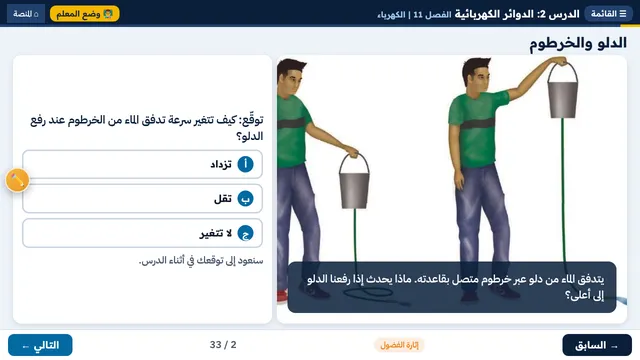 ☰ القائمة
الدرس 2: الدوائر الكهربائية
الفصل 11 | الكهرباء
وضع المعلم
المنصة
الدلو والخرطوم
يتدفق الماء من دلو عبر خرطوم متصل بقاعدته. ماذا يحدث إذا رفعنا الدلو
إلى أعلى؟
توقّع: كيف تتغير سرعة تدفق الماء من الخرطوم عند رفع
الدلو؟
أ تزداد
ب تقل
ج لا تتغير
سنعود إلى توقعك في أثناء الدرس.
→ السابق
إثارة الفضول
33 / 2
التالي ←